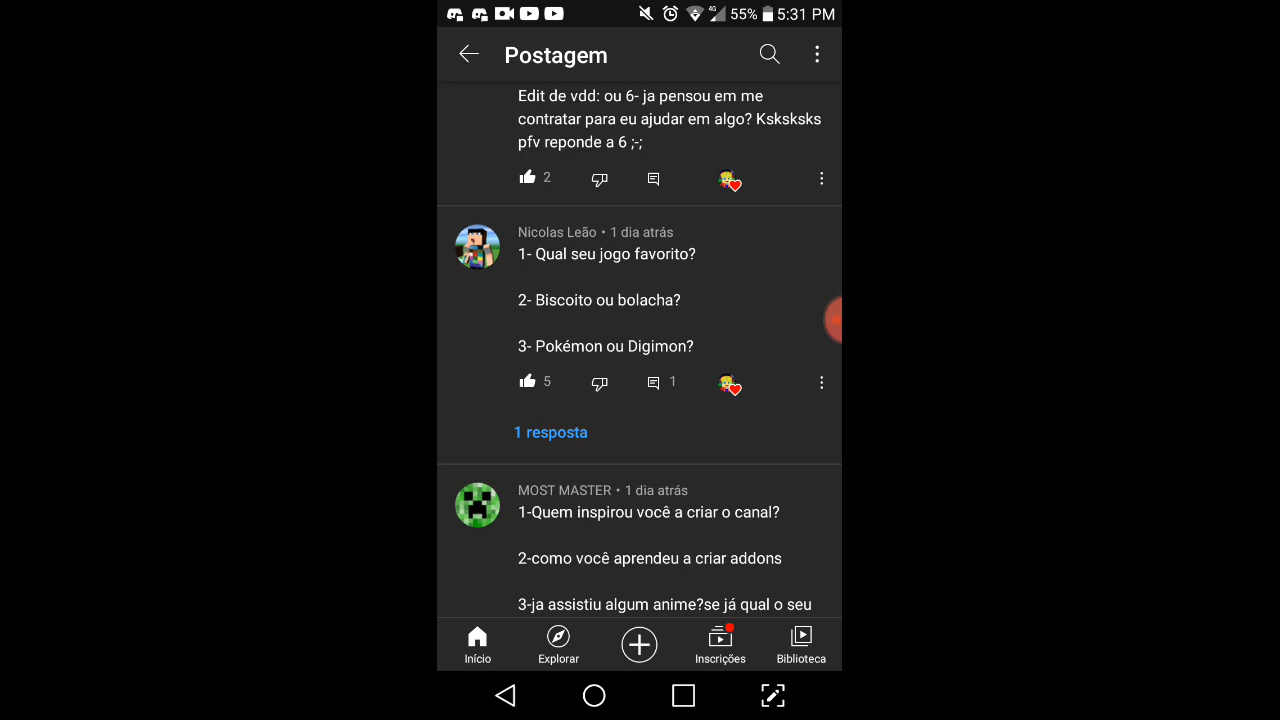 4G 55% 5:31 PM
Postagem
Edit de vdd: ou 6- ja pensou em me
contratar para eu ajudar em algo? Ksksksks
pfv reponde a 6 ;-;
2
Nicolas Leão • 1 dia atrás
1- Qual seu jogo favorito?
2- Biscoito ou bolacha?
3- Pokémon ou Digimon?
5 1
1 resposta
MOST MASTER • 1 dia atrás
1-Quem inspirou você a criar o canal?
2-como você aprendeu a criar addons
3-ja assistiu algum anime?se já qual o seu
Início Explorar Inscrições Biblioteca